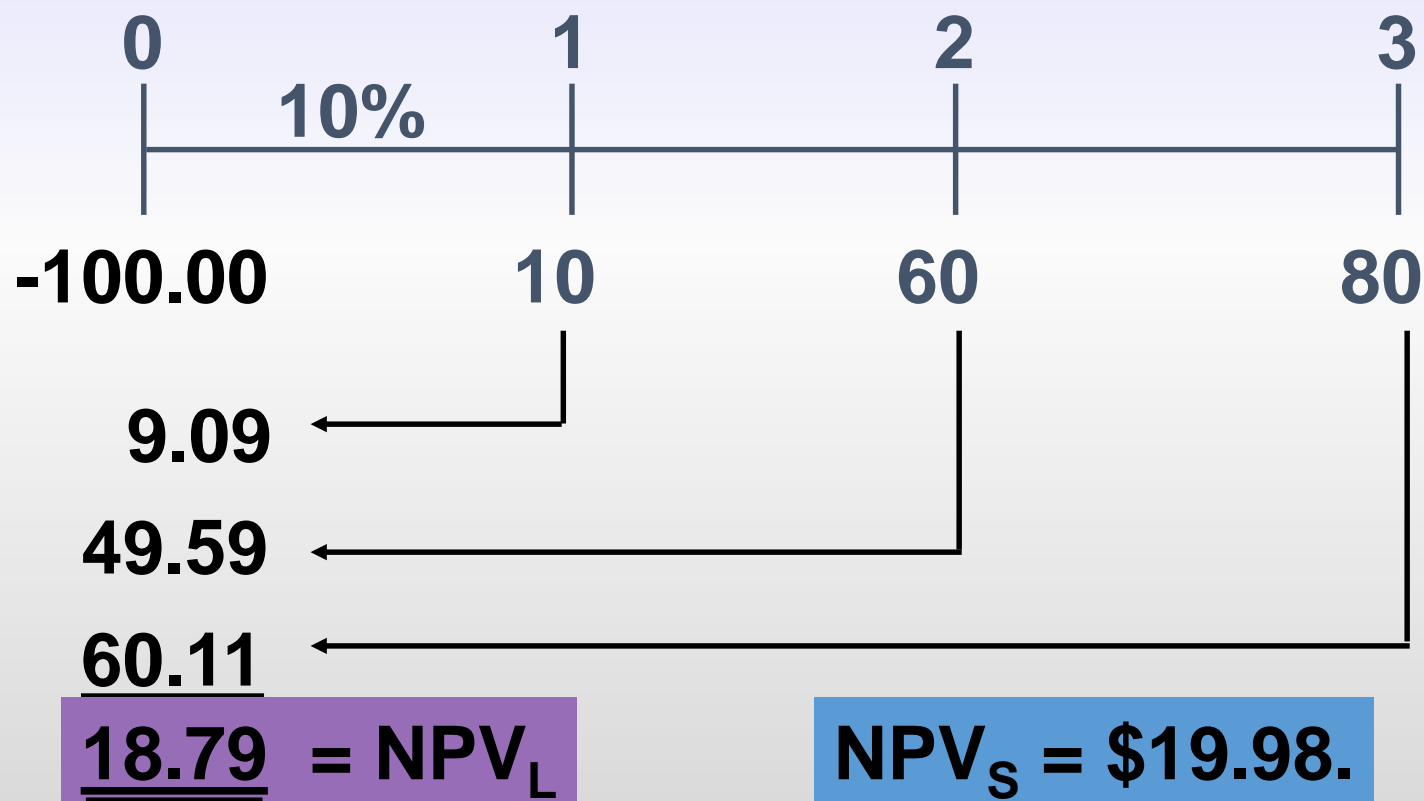 0 1 2 3
10%
-100.00 10 60 80
9.09
49.59
60.11
18.79 = NPVL
NPVS = $19.98.